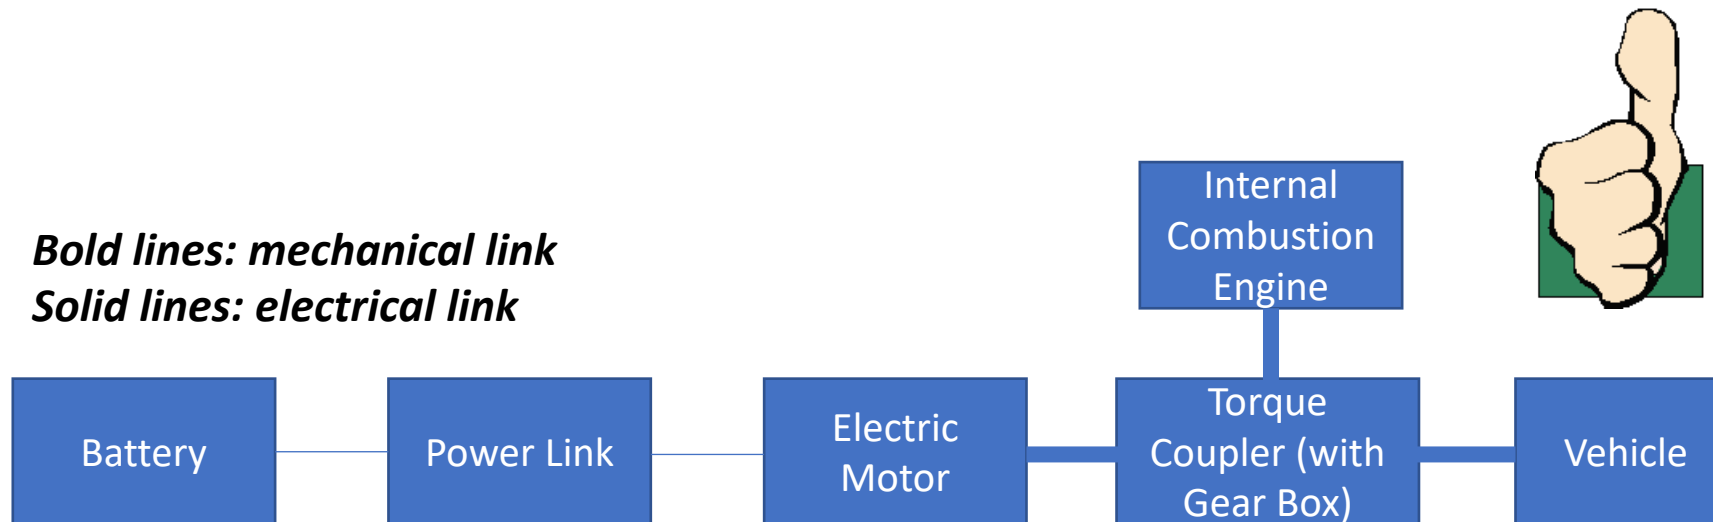 Internal
Combustion
Engine
Bold lines: mechanical link
Solid lines: electrical link
Battery
Power Link
Electric
Motor
Torque
Coupler (with
Gear Box)
Vehicle